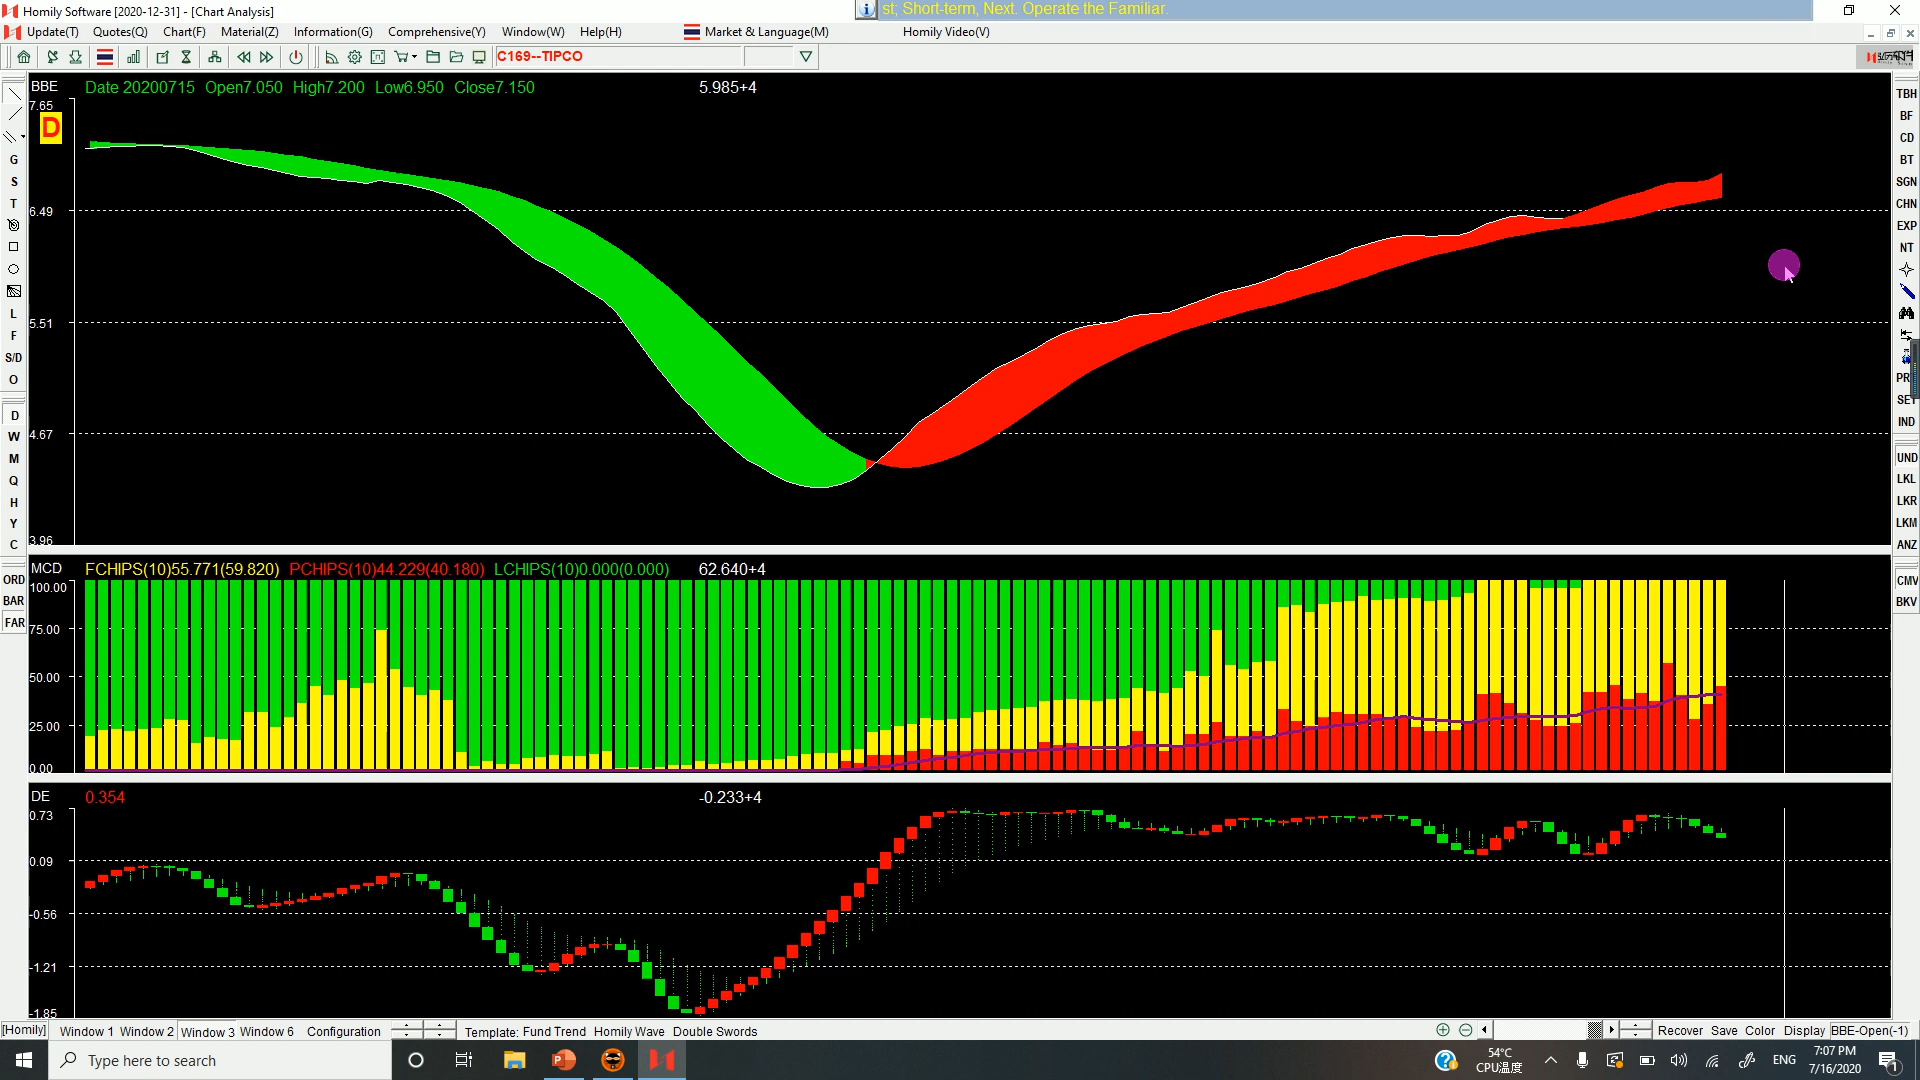 Homily Software [2020-12-31] - [Chart Analysis]
st; Short-term, Next. Operate the Familiar.
Update(T) Quotes(Q) Chart(F) Material(Z) Information(G) Comprehensive(Y) Window(W) Help(H) Market & Language(M) Homily Video(V)
C169--TIPCO
BBE Date 20200715 Open7.050 High7.200 Low6.950 Close7.150 5.985+4
7.65
D
6.49
5.51
4.67
3.96
MCD FCHIPS(10)55.771(59.820) PCHIPS(10)44.229(40.180) LCHIPS(10)0.000(0.000) 62.640+4
100.00
75.00
50.00
25.00
0.00
DE 0.354 -0.233+4
0.73
0.09
-0.56
-1.21
-1.85
G
S
T
L
F
S/D
O
D
W
M
Q
H
Y
C
ORD
BAR
FAR
TBH
BF
CD
BT
SGN
CHN
EXP
NT
PR
SET
IND
UND
LKL
LKR
LKM
ANZ
CMV
BKV
[Homily] Window 1 Window 2 Window 3 Window 6 Configuration Template: Fund Trend Homily Wave Double Swords Recover Save Color Display BBE-Open(-1)
Type here to search
54°C
CPU温度
ENG
7:07 PM
7/16/2020
1